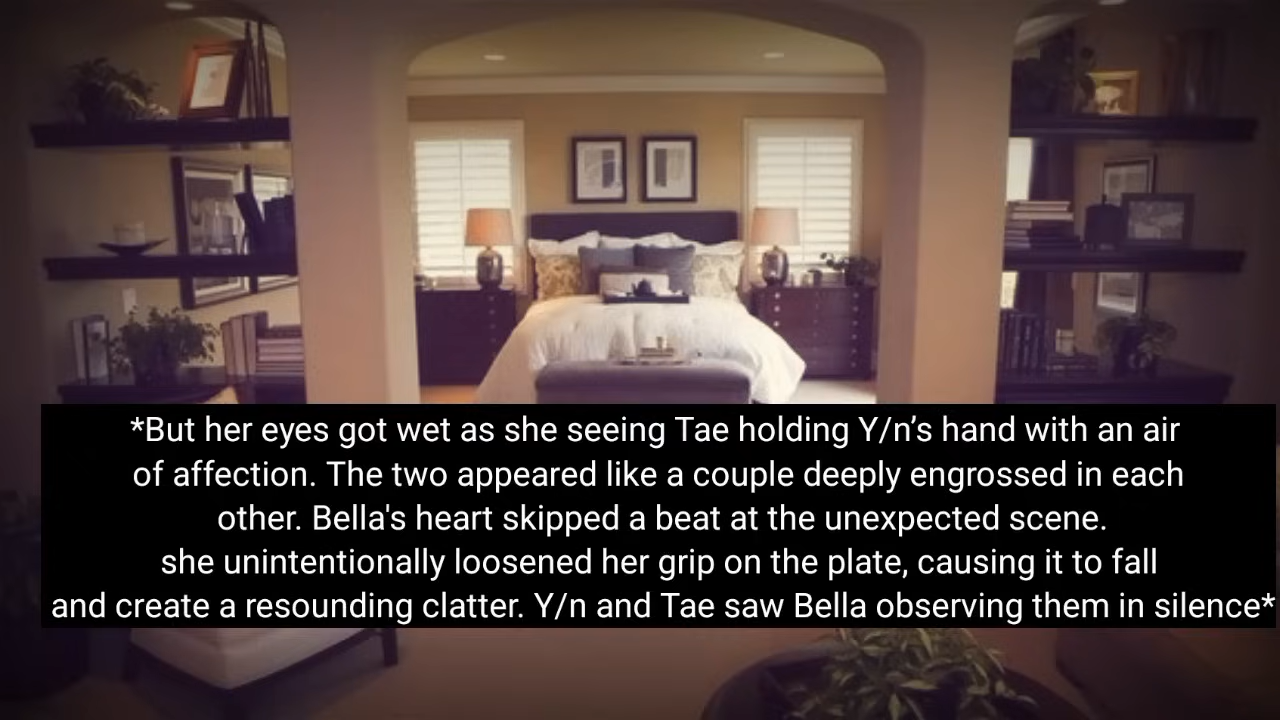 *But her eyes got wet as she seeing Tae holding Y/n’s hand with an air
of affection. The two appeared like a couple deeply engrossed in each
other. Bella's heart skipped a beat at the unexpected scene.
she unintentionally loosened her grip on the plate, causing it to fall
and create a resounding clatter. Y/n and Tae saw Bella observing them in silence*